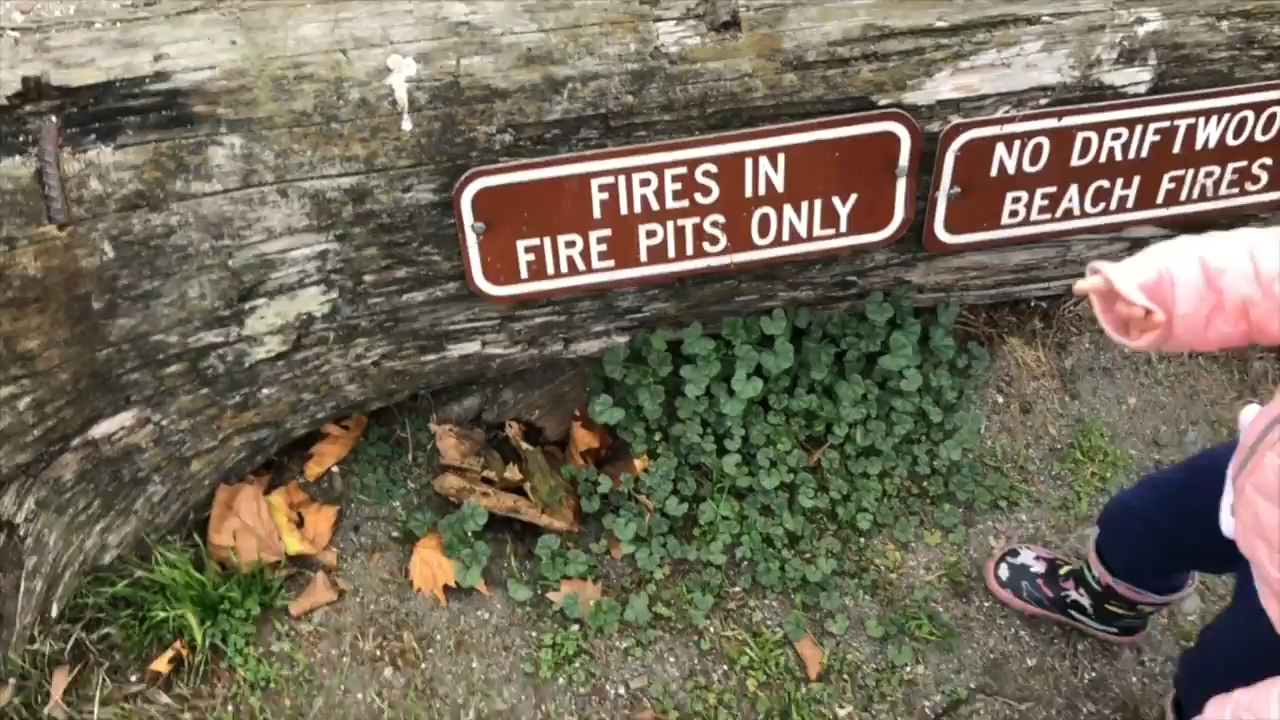 FIRES IN
FIRE PITS ONLY
NO DRIFTWOO
BEACH FIRES